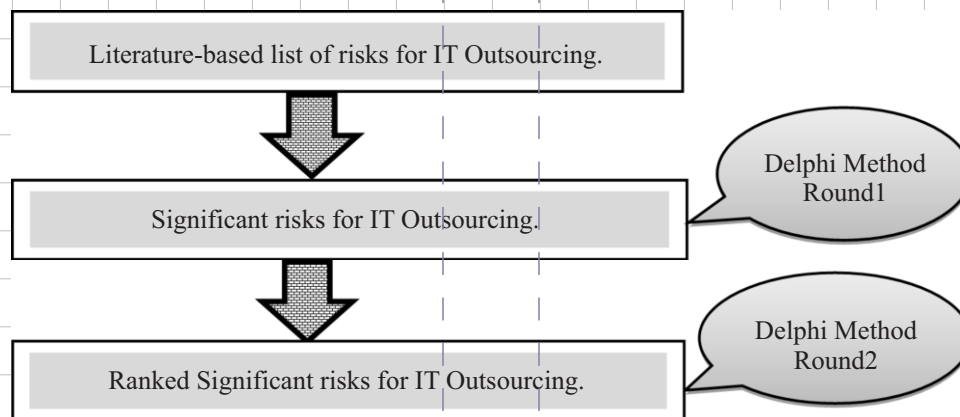 Literature-based list of risks for IT Outsourcing.
Significant risks for IT Outsourcing.
Delphi Method
Round1
Ranked Significant risks for IT Outsourcing.
Delphi Method
Round2